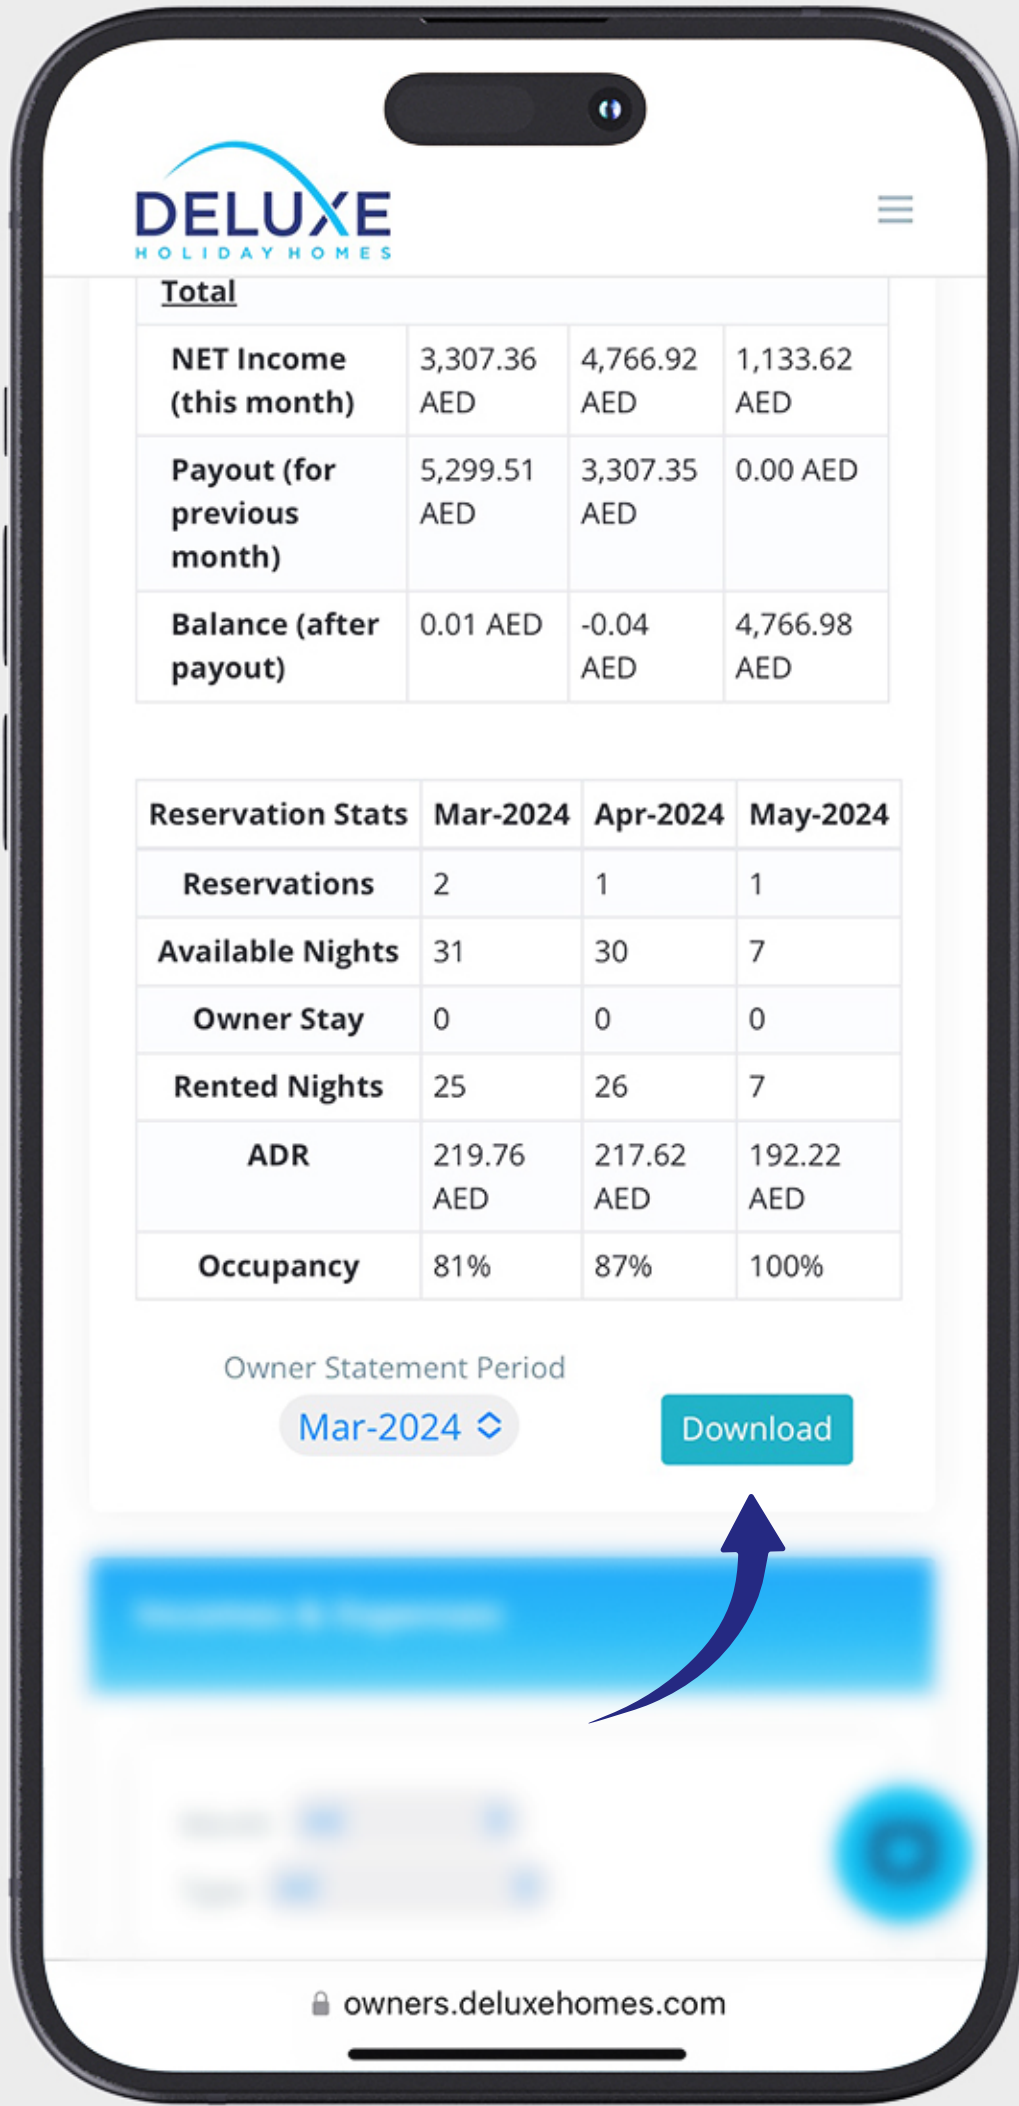 DELUXE
HOLIDAY HOMES
Total
NET Income (this month) 3,307.36 AED 4,766.92 AED 1,133.62 AED
Payout (for previous month) 5,299.51 AED 3,307.35 AED 0.00 AED
Balance (after payout) 0.01 AED -0.04 AED 4,766.98 AED
Reservation Stats Mar-2024 Apr-2024 May-2024
Reservations 2 1 1
Available Nights 31 30 7
Owner Stay 0 0 0
Rented Nights 25 26 7
ADR 219.76 AED 217.62 AED 192.22 AED
Occupancy 81% 87% 100%
Owner Statement Period
Mar-2024 Download
owners.deluxehomes.com